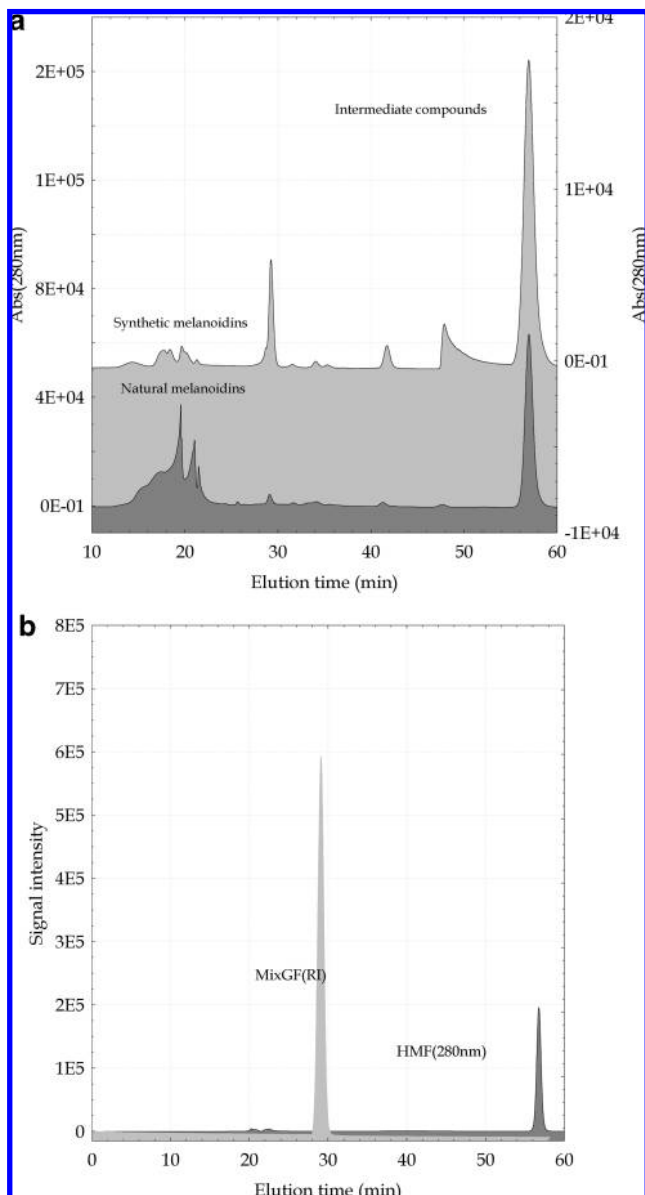 a
2E+04
2E+05
Intermediate compounds
1E+05
1E+04
Abs(280nm)
Abs(280nm)
8E+04
Synthetic melanoidins
0E-01
Natural melanoidins
4E+04
0E-01
-1E+04
10 20 30 40 50 60
Elution time (min)
b
8E5
7E5
6E5
5E5
Signal intensity
4E5
3E5
MixGF(RI)
2E5
HMF(280nm)
1E5
0
0 10 20 30 40 50 60
Elution time (min)